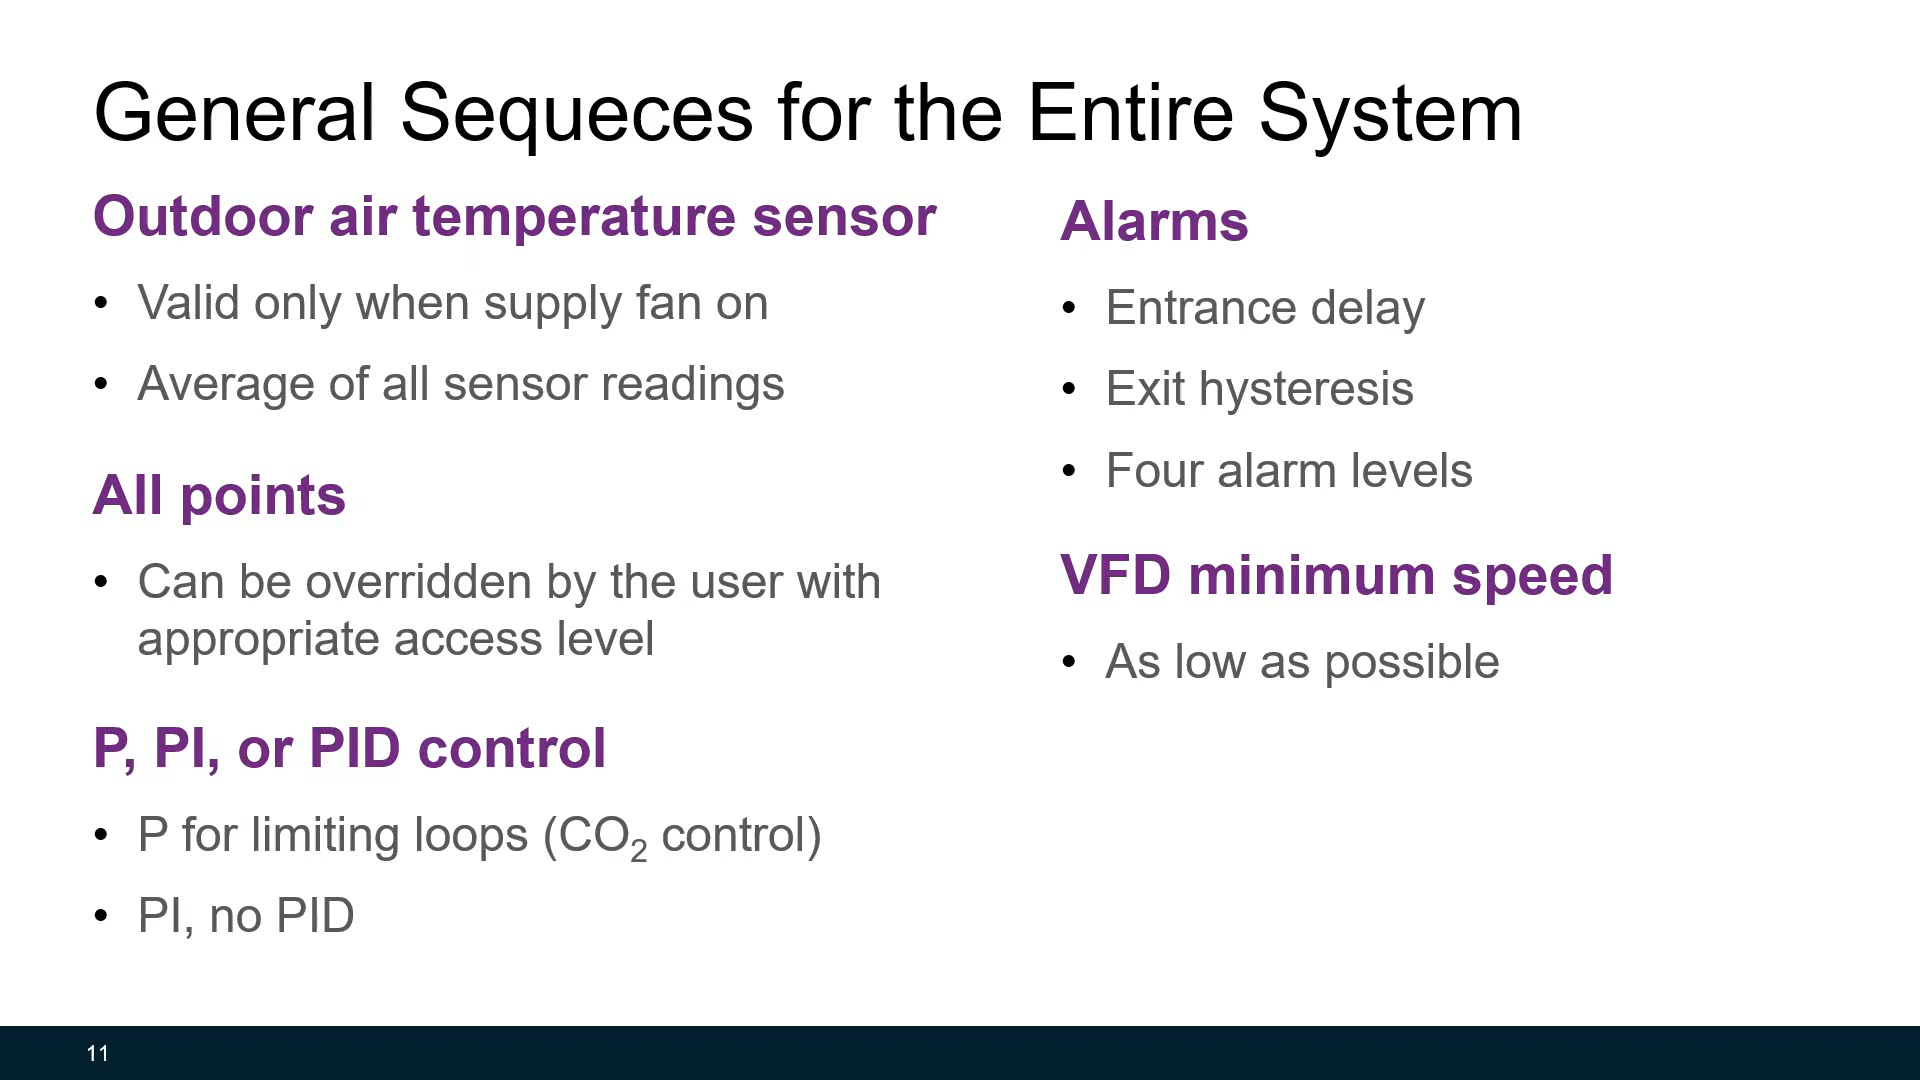 General Sequeces for the Entire System
Outdoor air temperature sensor
• Valid only when supply fan on
• Average of all sensor readings
All points
• Can be overridden by the user with
appropriate access level
P, PI, or PID control
• P for limiting loops (CO₂ control)
• PI, no PID
Alarms
• Entrance delay
• Exit hysteresis
• Four alarm levels
VFD minimum speed
• As low as possible
11